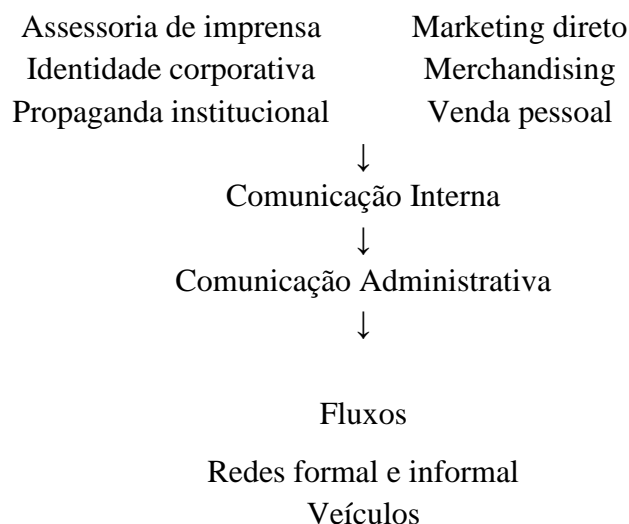 Assessoria de imprensa Marketing direto
Identidade corporativa Merchandising
Propaganda institucional Venda pessoal
↓
Comunicação Interna
↓
Comunicação Administrativa
↓
Fluxos
Redes formal e informal
Veículos